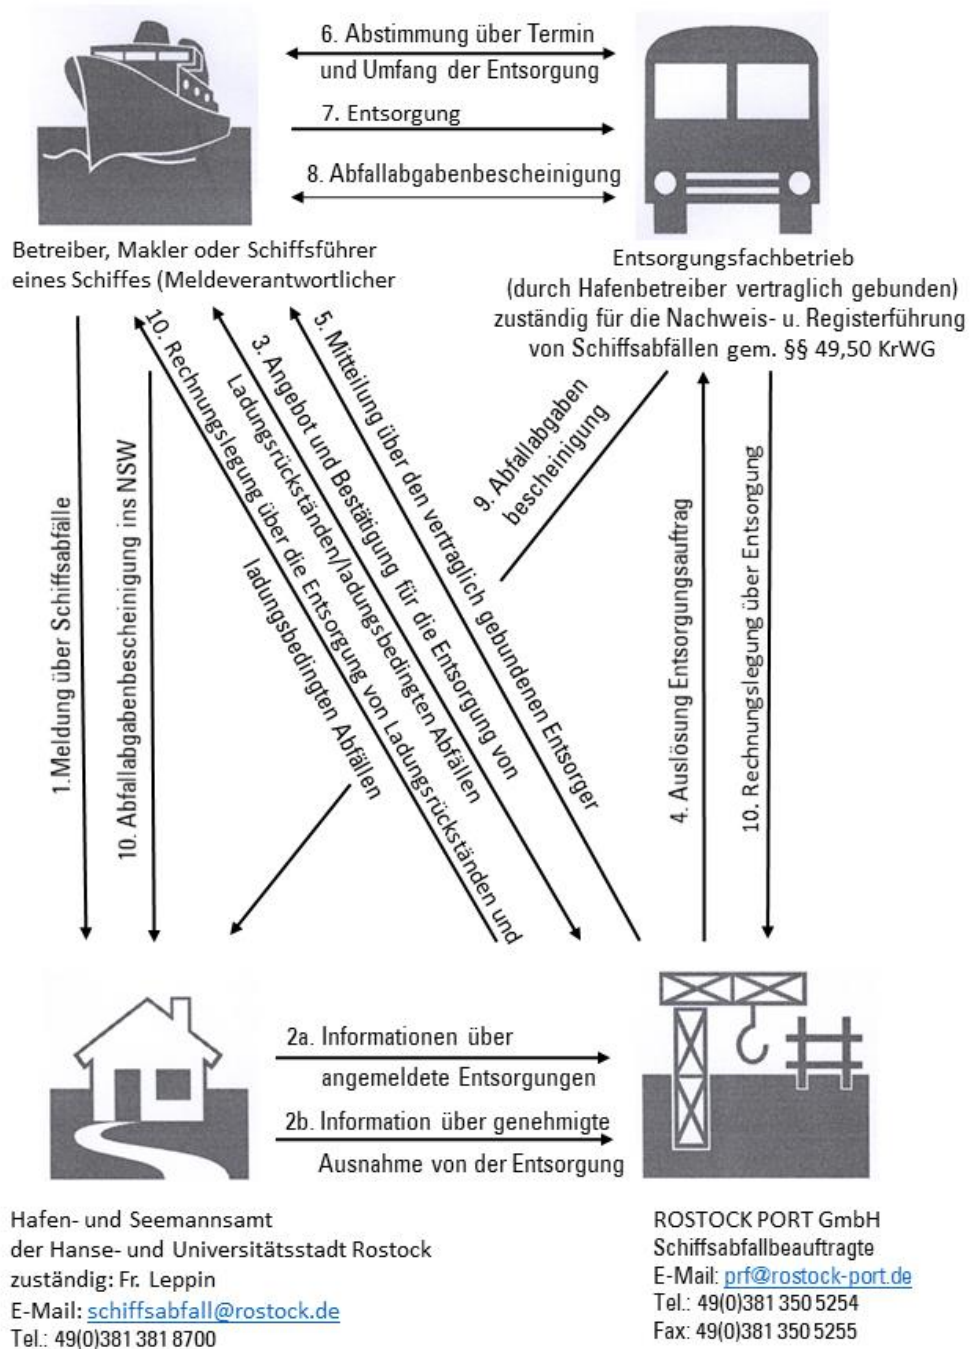 6. Abstimmung über Termin
und Umfang der Entsorgung
7. Entsorgung
8. Abfallabgabenbescheinigung
Betreiber, Makler oder Schiffsführer
eines Schiffes (Meldeverantwortlicher
Entsorgungsfachbetrieb
(durch Hafenbetreiber vertraglich gebunden)
zuständig für die Nachweis- u. Registerführung
von Schiffsabfällen gem. §§ 49,50 KrWG
1.Meldung über Schiffsabfälle
10. Abfallabgabenbescheinigung ins NSW
10. Rechnungslegung über die Entsorgung von Ladungsrückständen und
ladungsbedingten Abfällen
3. Angebot und Bestätigung für die Entsorgung von
Ladungsrückständen/ladungsbedingten Abfällen
5. Mitteilung über den vertraglich gebundenen Entsorger
9. Abfallabgaben
bescheinigung
4. Auslösung Entsorgungsauftrag
10. Rechnungslegung über Entsorgung
2a. Informationen über
angemeldete Entsorgungen
2b. Information über genehmigte
Ausnahme von der Entsorgung
Hafen- und Seemannsamt
der Hanse- und Universitätsstadt Rostock
zuständig: Fr. Leppin
E-Mail: schiffsabfall@rostock.de
Tel.: 49(0)381 381 8700
ROSTOCK PORT GmbH
Schiffsabfallbeauftragte
E-Mail: prf@rostock-port.de
Tel.: 49(0)381 350 5254
Fax: 49(0)381 350 5255